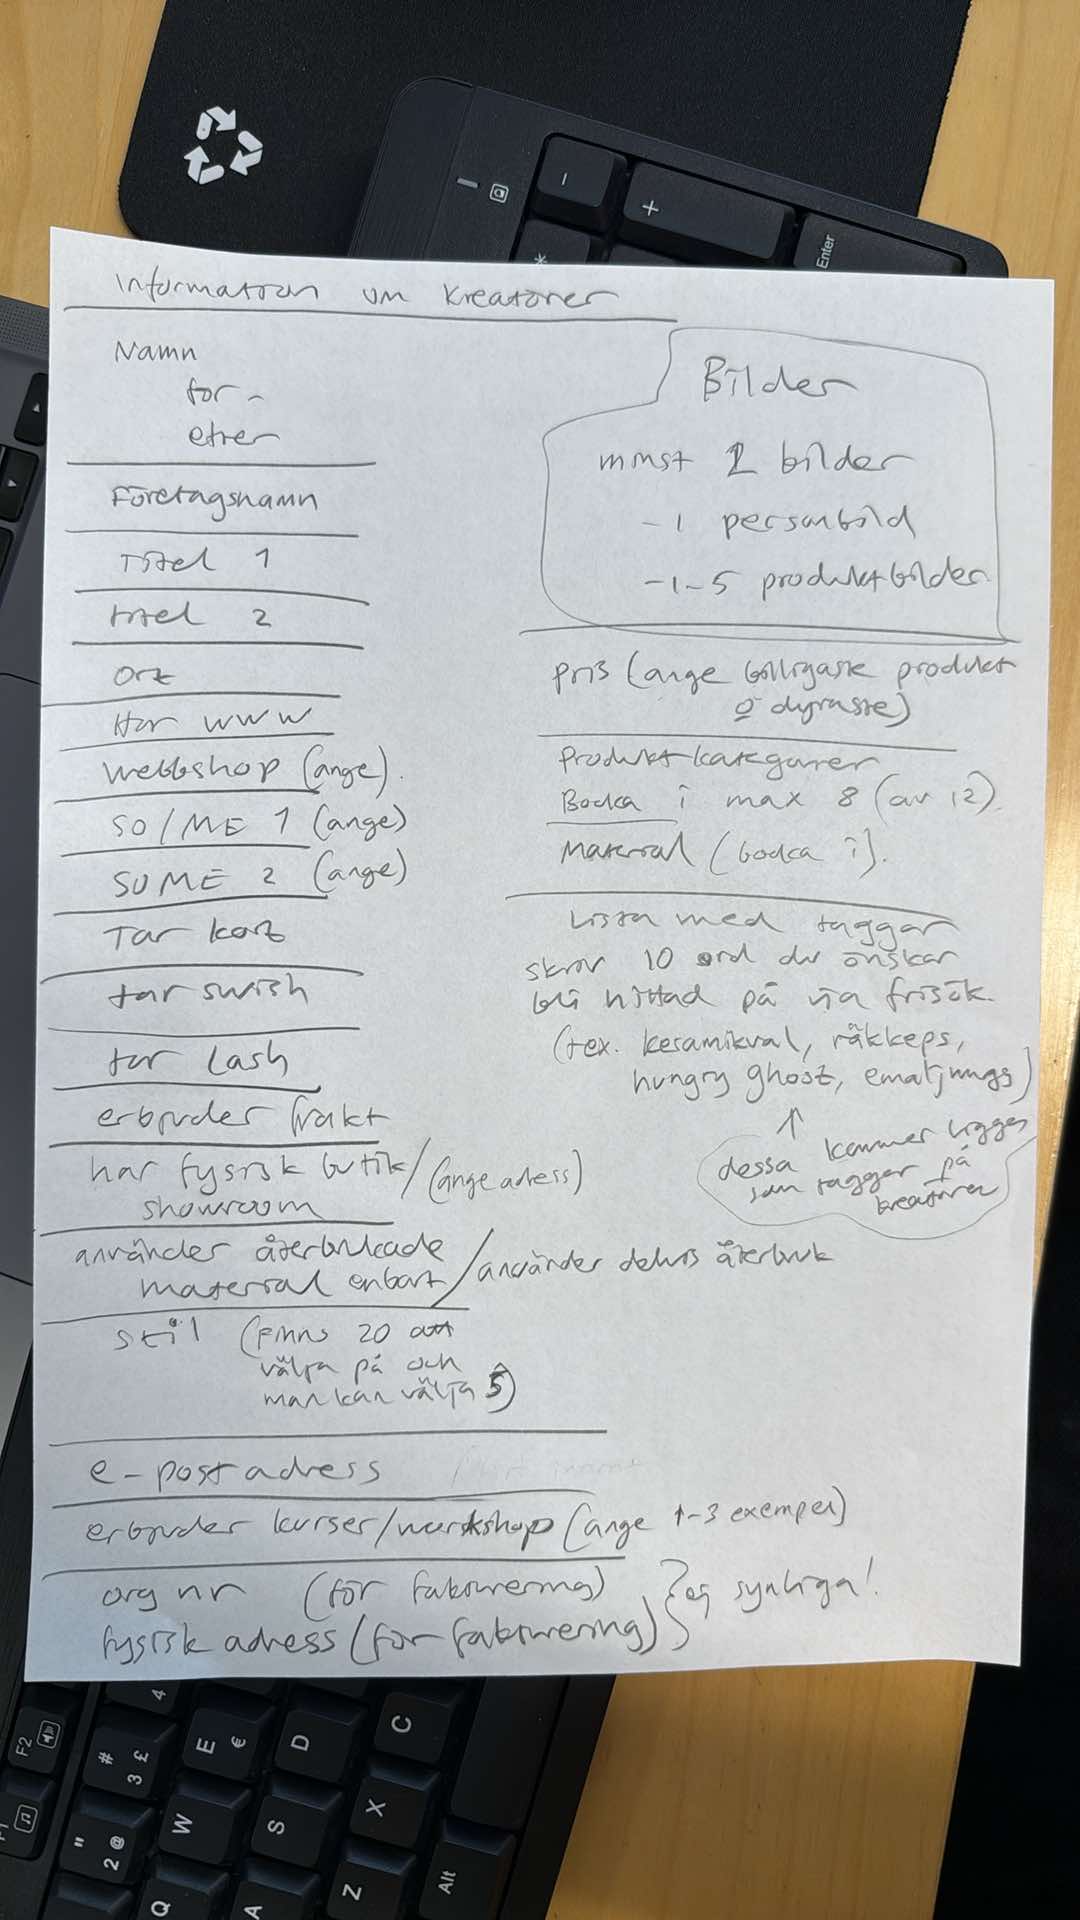 Information om kreatörer
Namn
för -
efter
Företagsnamn
Titel 1
titel 2
Ort
Har www
webbshop (ange).
SO/ME 1 (ange)
SOME 2 (ange)
Tar kort
tar swish
tar cash
erbjuder frakt
har fysisk butik/ (ange adress)
showroom
använder återbrukade
material enbart / använder delvis återbruk
stil (finns 20 att
välja på och
man kan välja 5)
e-postadress
erbjuder kurser/workshop (ange 1-3 exempel)
org nr (för fakturering)
fysisk adress (för fakturering) } ej synliga!
Bilder
minst 2 bilder
-1 personbild
-1-5 produktbilder
pris (ange billigaste produkt
o dyraste)
Produktkategorier
Bocka i max 8 (av 12).
Material (bocka i).
Lista med taggar
skriv 10 ord du önskar
bli hittad på via frisök.
(tex. keramikval, räkkeps,
hungry ghost,
↑
dessa kommer ligga
som taggar på
kreatören
-
+
*
Enter
F2
F1
#
3 £
4
"
2 @
E
€
D
C
W
S
X
Q
A
Z
Alt